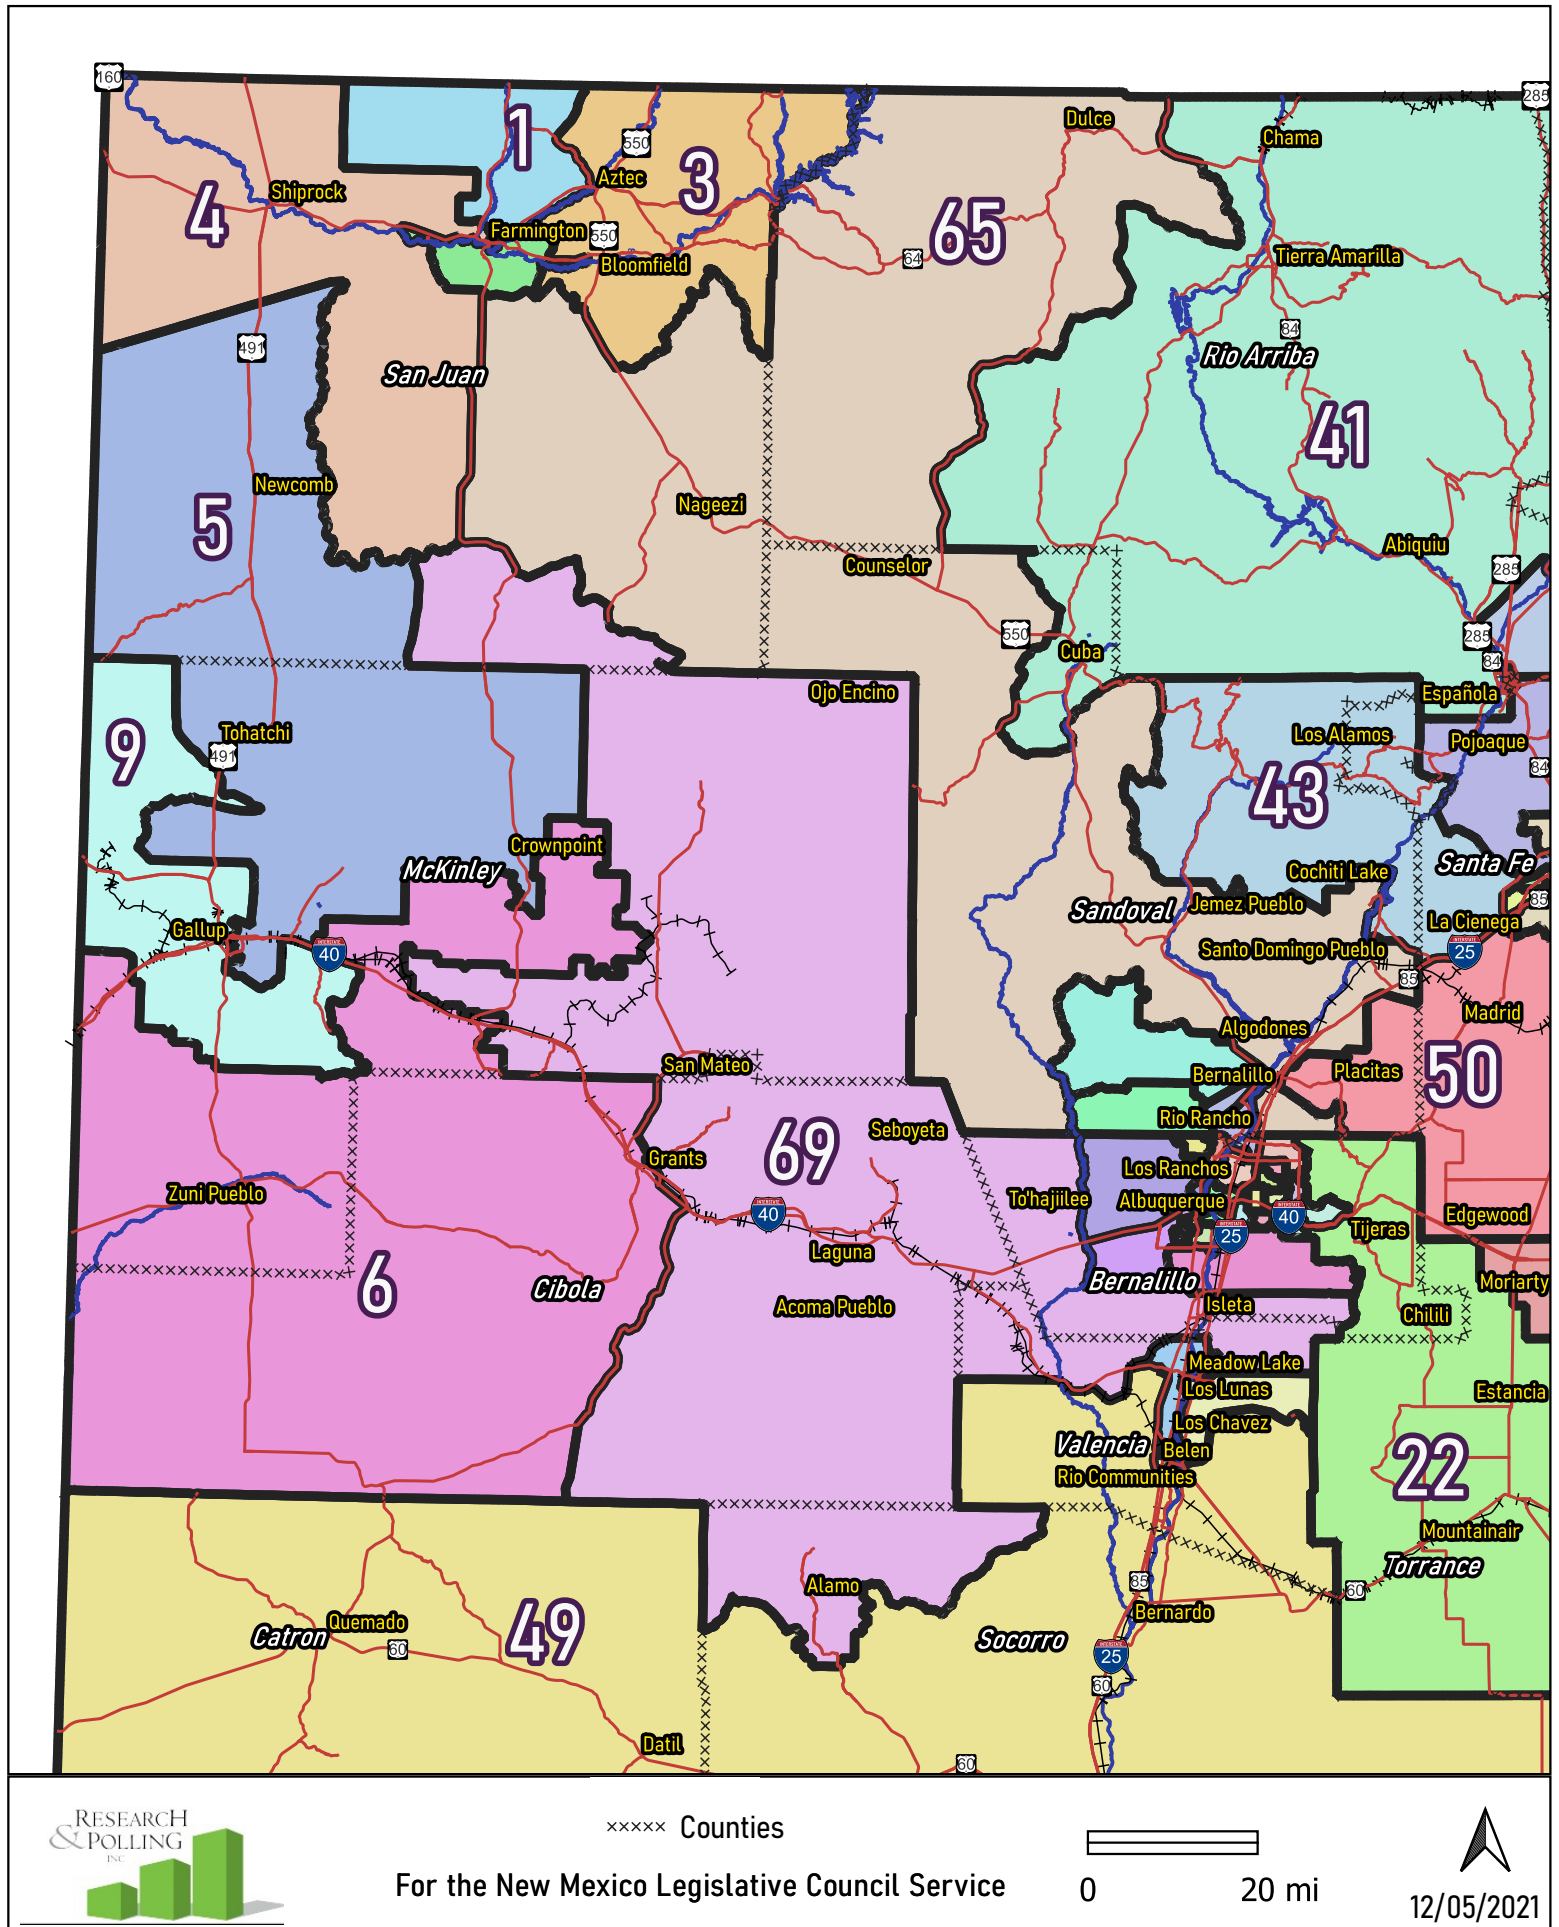 160
285
Dulce
Chama
1
550
3
Aztec
4
Shiprock
65
Farmington
550
Tierra Amarilla
64
Bloomfield
84
491
Rio Arriba
San Juan
41
Newcomb
Nageezi
5
Abiquiu
Counselor
285
550
285
Cuba
84
Ojo Encino
Española
Tohatchi
Los Alamos
Pojoaque
9
491
84
43
Crownpoint
McKinley
Santa Fe
Cochiti Lake
85
Jemez Pueblo
Sandoval
La Cienega
Gallup
INTERSTATE
40
Santo Domingo Pueblo
INTERSTATE
25
85
Madrid
Algodones
San Mateo
Bernalillo
Placitas
50
Rio Rancho
Seboyeta
69
Grants
Los Ranchos
Zuni Pueblo
To'hajiilee
Albuquerque
INTERSTATE
40
INTERSTATE
40
Edgewood
INTERSTATE
25
Tijeras
Laguna
6
Cibola
Bernalillo
Moriarty
Acoma Pueblo
Isleta
Chilili
Meadow Lake
Los Lunas
Estancia
Los Chavez
Valencia
Belen
22
Rio Communities
Mountainair
Torrance
85
Alamo
60
Quemado
49
Bernardo
Catron
60
Socorro
INTERSTATE
25
60
Datil
60
RESEARCH
& POLLING
INC
××××× Counties
For the New Mexico Legislative Council Service
0 20 mi
12/05/2021